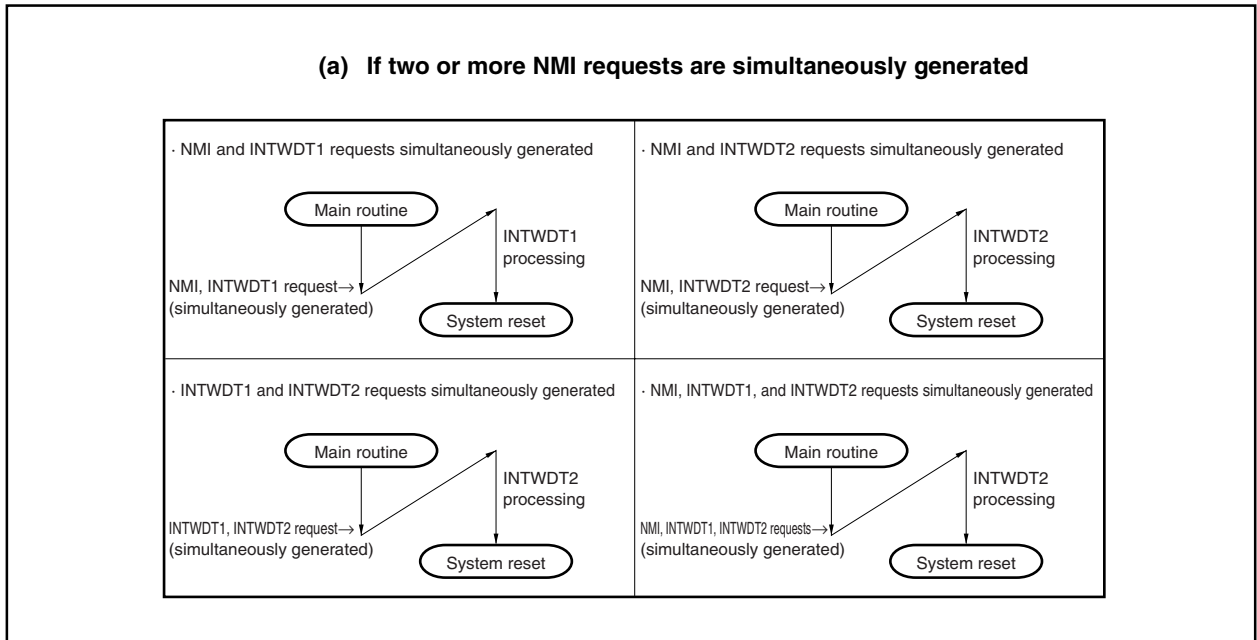 (a) If two or more NMI requests are simultaneously generated
· NMI and INTWDT1 requests simultaneously generated
Main routine
INTWDT1
processing
NMI, INTWDT1 request→
(simultaneously generated)
System reset
· NMI and INTWDT2 requests simultaneously generated
Main routine
INTWDT2
processing
NMI, INTWDT2 request→
(simultaneously generated)
System reset
· INTWDT1 and INTWDT2 requests simultaneously generated
Main routine
INTWDT2
processing
INTWDT1, INTWDT2 request→
(simultaneously generated)
System reset
· NMI, INTWDT1, and INTWDT2 requests simultaneously generated
Main routine
INTWDT2
processing
NMI, INTWDT1, INTWDT2 requests→
(simultaneously generated)
System reset